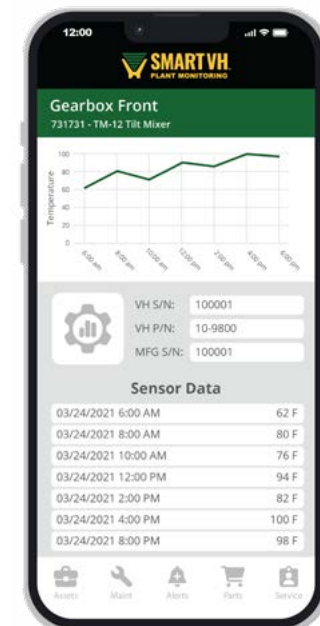 12:00
SMART VH
PLANT MONITORING
Gearbox Front
731731 - TM-12 Tilt Mixer
100
80
60
40
20
0
Temperature
6:00 am
8:00 am
10:00 am
12:00 pm
2:00 pm
4:00 pm
6:00 pm
VH S/N: 100001
VH P/N: 10-9800
MFG S/N: 100001
Sensor Data
03/24/2021 6:00 AM 62 F
03/24/2021 8:00 AM 80 F
03/24/2021 10:00 AM 76 F
03/24/2021 12:00 PM 94 F
03/24/2021 2:00 PM 82 F
03/24/2021 4:00 PM 100 F
03/24/2021 8:00 PM 98 F
Assets Maint Alerts Parts Service